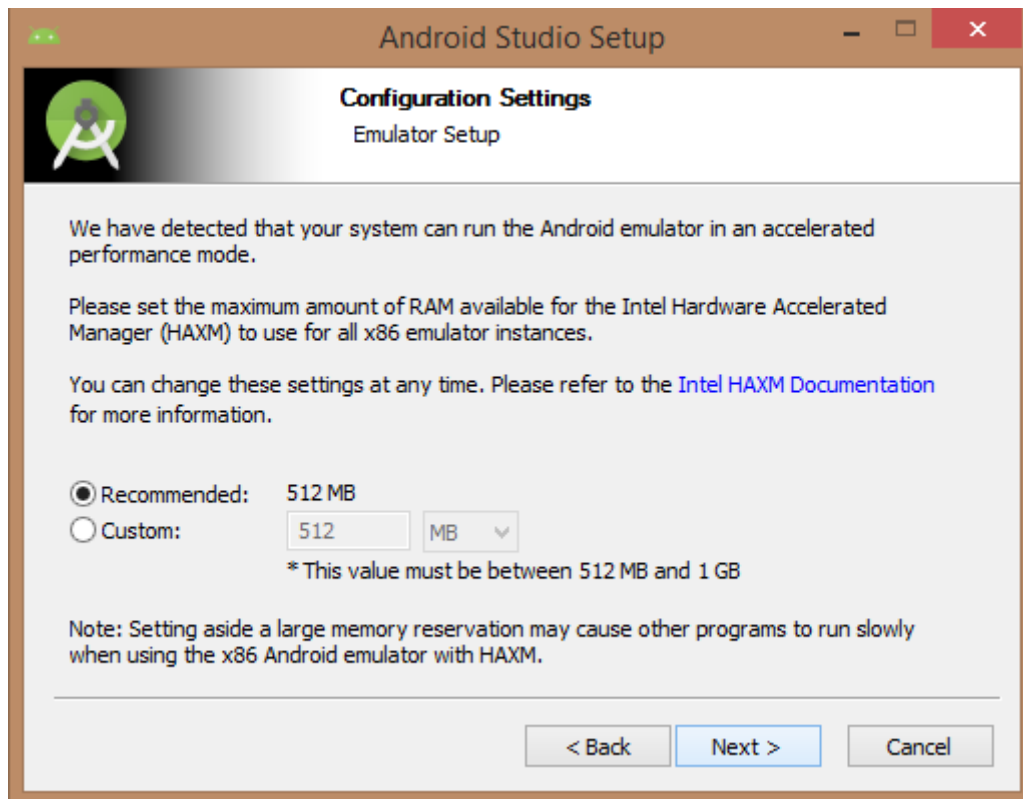 Android Studio Setup
Configuration Settings
Emulator Setup
We have detected that your system can run the Android emulator in an accelerated
performance mode.
Please set the maximum amount of RAM available for the Intel Hardware Accelerated
Manager (HAXM) to use for all x86 emulator instances.
You can change these settings at any time. Please refer to the Intel HAXM Documentation
for more information.
Recommended: 512 MB
Custom: 512 MB
* This value must be between 512 MB and 1 GB
Note: Setting aside a large memory reservation may cause other programs to run slowly
when using the x86 Android emulator with HAXM.
< Back Next > Cancel